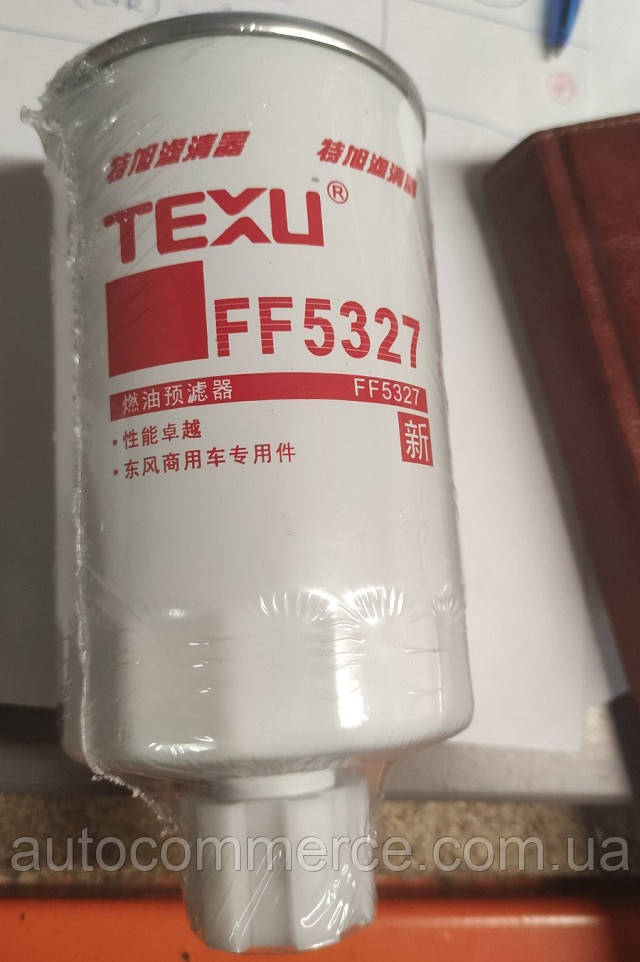 特旭滤清器 特旭滤清器
TEXU®
FF5327
燃油预滤器 FF5327
·性能卓越
·东风商用车专用件
新
autocommerce.com.ua